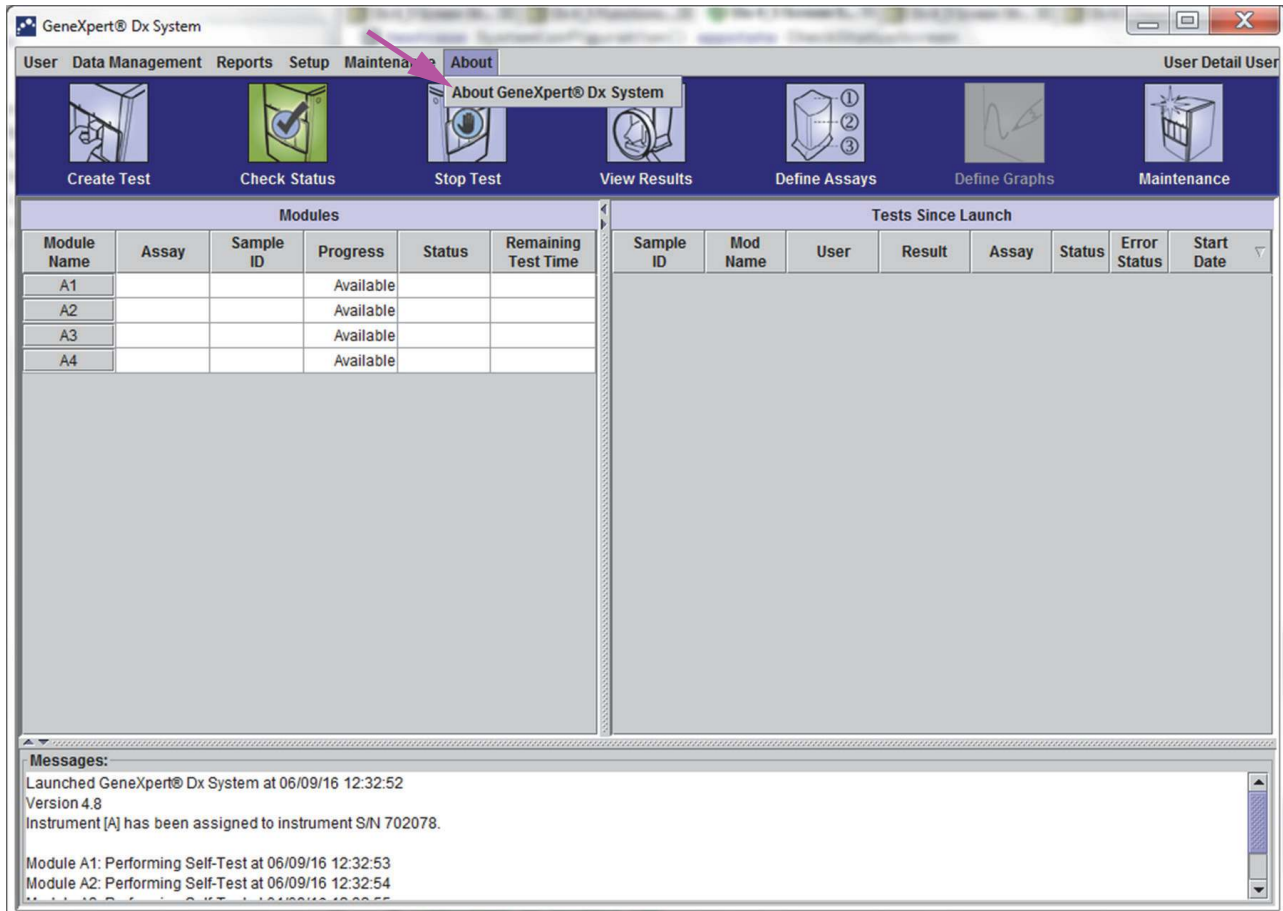 GeneXpert® Dx System
User Data Management Reports Setup Maintenance About User Detail User
About GeneXpert® Dx System
Create Test Check Status Stop Test View Results Define Assays Define Graphs Maintenance
① ② ③
Modules Tests Since Launch
Module Name Assay Sample ID Progress Status Remaining Test Time Sample ID Mod Name User Result Assay Status Error Status Start Date
A1 Available
A2 Available
A3 Available
A4 Available
Messages:
Launched GeneXpert® Dx System at 06/09/16 12:32:52
Version 4.8
Instrument [A] has been assigned to instrument S/N 702078.
Module A1: Performing Self-Test at 06/09/16 12:32:53
Module A2: Performing Self-Test at 06/09/16 12:32:54